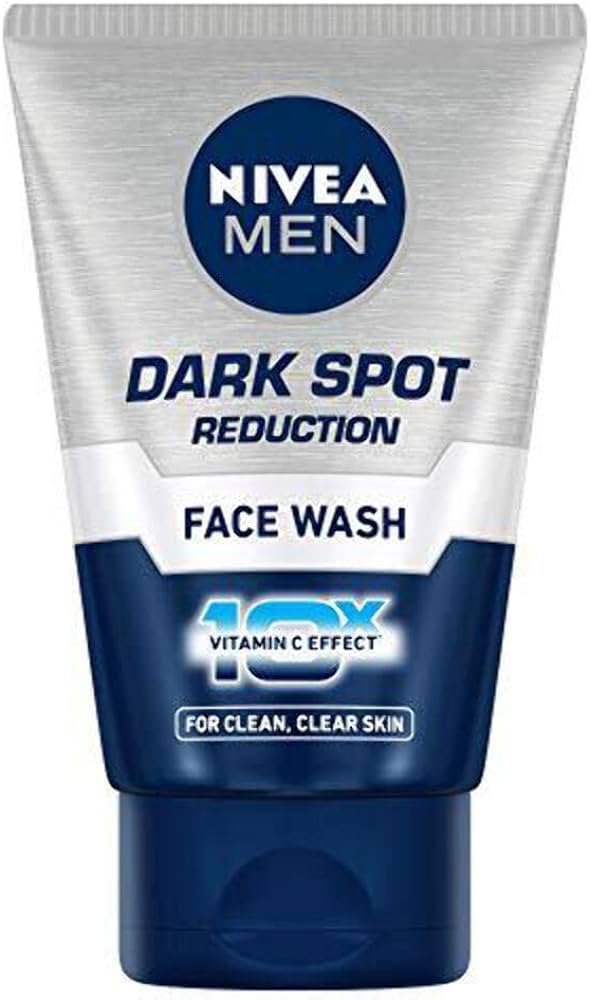 NIVEA
MEN
DARK SPOT
REDUCTION
FACE WASH
10X
VITAMIN C EFFECT*
FOR CLEAN, CLEAR SKIN